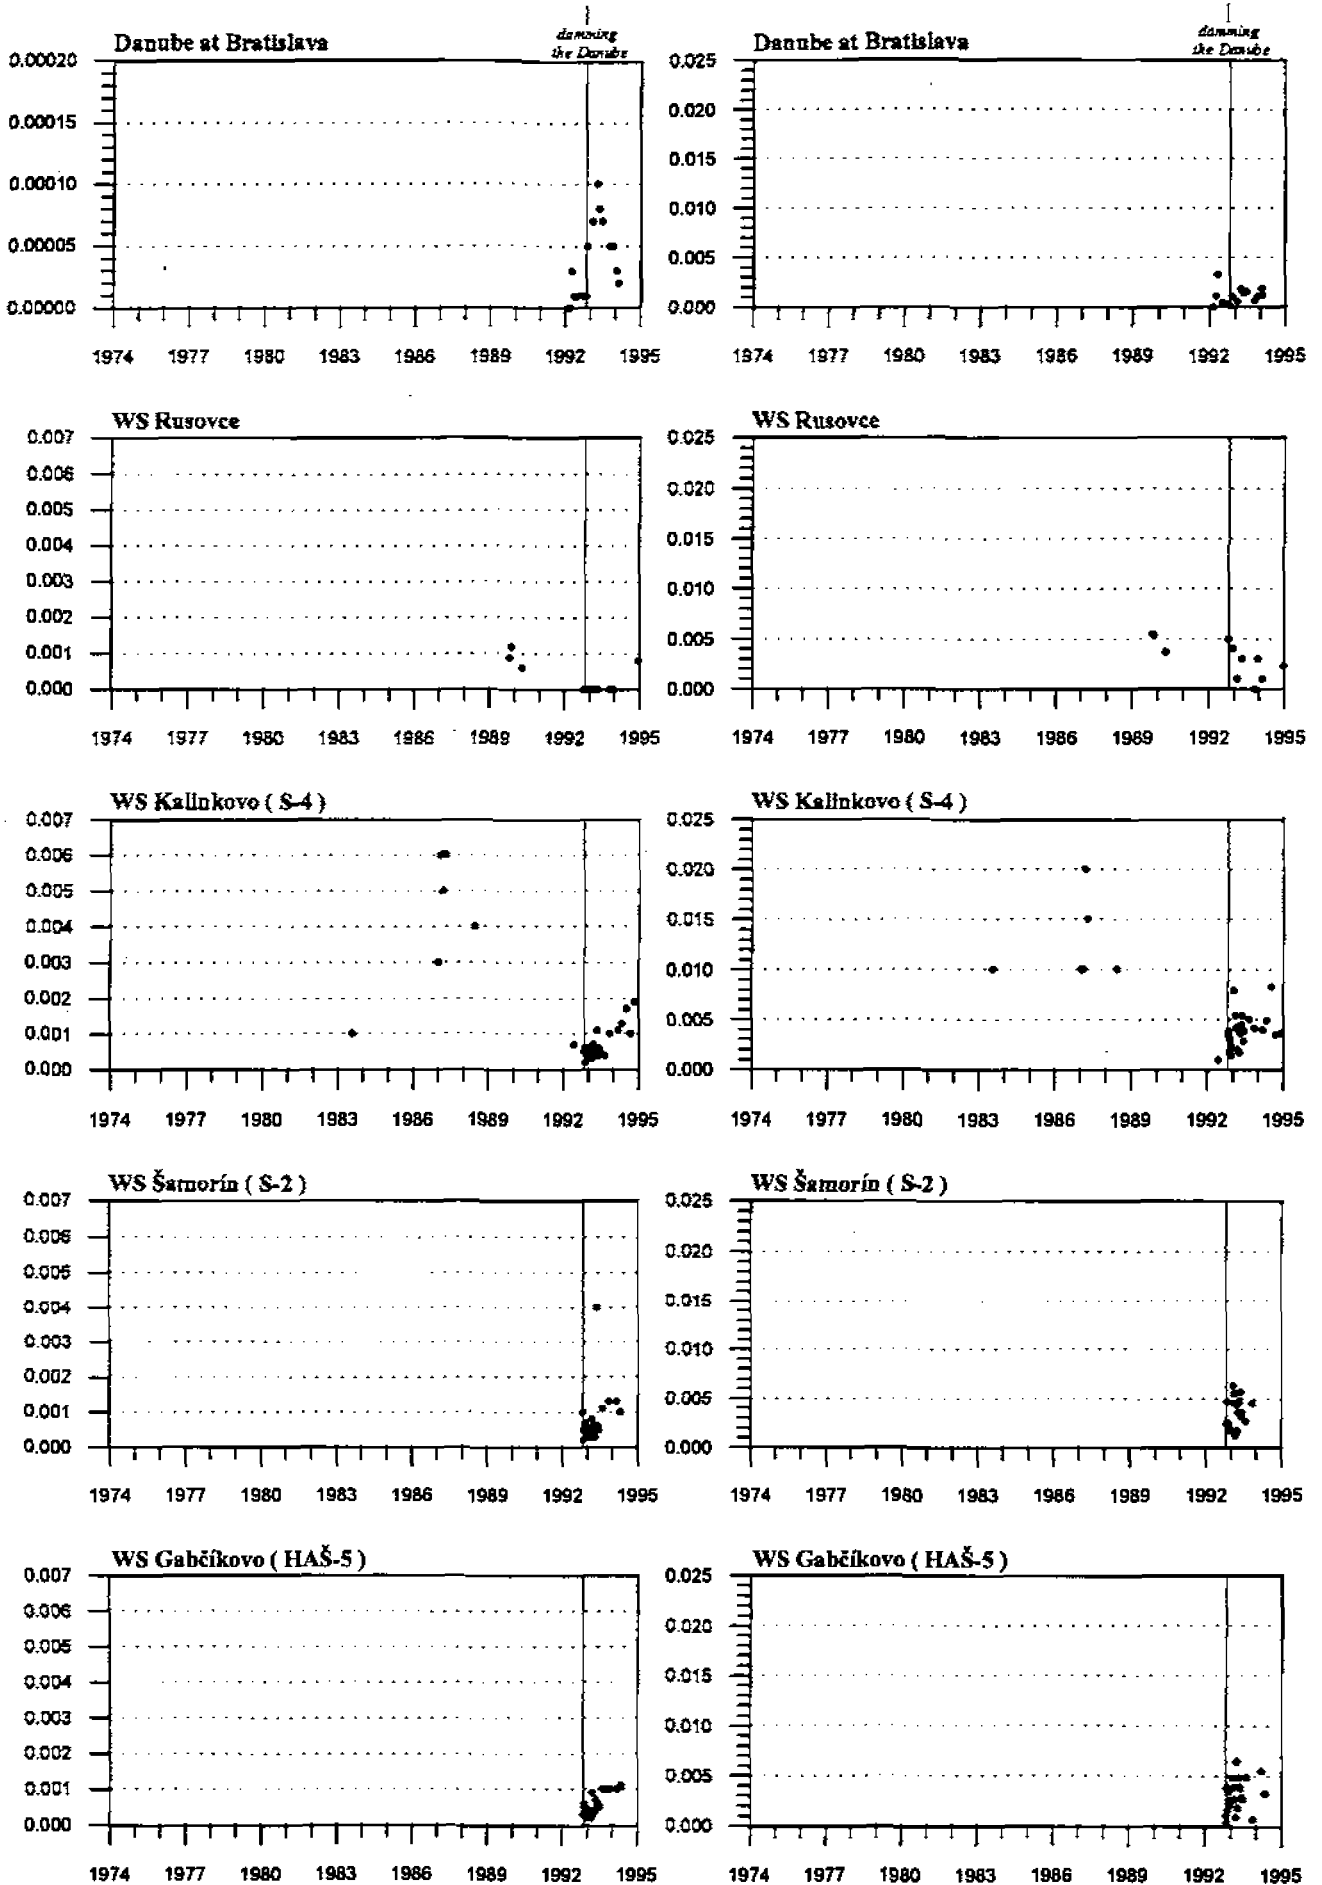 damming
the Danube
damming
the Danube
Danube at Bratislava
Danube at Bratislava
0.00020
0.00015
0.00010
0.00005
0.00000
0.025
0.020
0.015
0.010
0.005
0.000
1974 1977 1980 1983 1986 1989 1992 1995
1974 1977 1980 1983 1986 1989 1992 1995
WS Rusovce
WS Rusovce
0.007
0.006
0.005
0.004
0.003
0.002
0.001
0.000
0.025
0.020
0.015
0.010
0.005
0.000
1974 1977 1980 1983 1986 1989 1992 1995
1974 1977 1980 1983 1986 1989 1992 1995
WS Kalinkovo ( S-4 )
WS Kalinkovo ( S-4 )
0.007
0.006
0.005
0.004
0.003
0.002
0.001
0.000
0.025
0.020
0.015
0.010
0.005
0.000
1974 1977 1980 1983 1986 1989 1992 1995
1974 1977 1980 1983 1986 1989 1992 1995
WS Šamorín ( S-2 )
WS Šamorín ( S-2 )
0.007
0.006
0.005
0.004
0.003
0.002
0.001
0.000
0.025
0.020
0.015
0.010
0.005
0.000
1974 1977 1980 1983 1986 1989 1992 1995
1974 1977 1980 1983 1986 1989 1992 1995
WS Gabčíkovo ( HAŠ-5 )
WS Gabčíkovo ( HAŠ-5 )
0.007
0.006
0.005
0.004
0.003
0.002
0.001
0.000
0.025
0.020
0.015
0.010
0.005
0.000
1974 1977 1980 1983 1986 1989 1992 1995
1974 1977 1980 1983 1986 1989 1992 1995